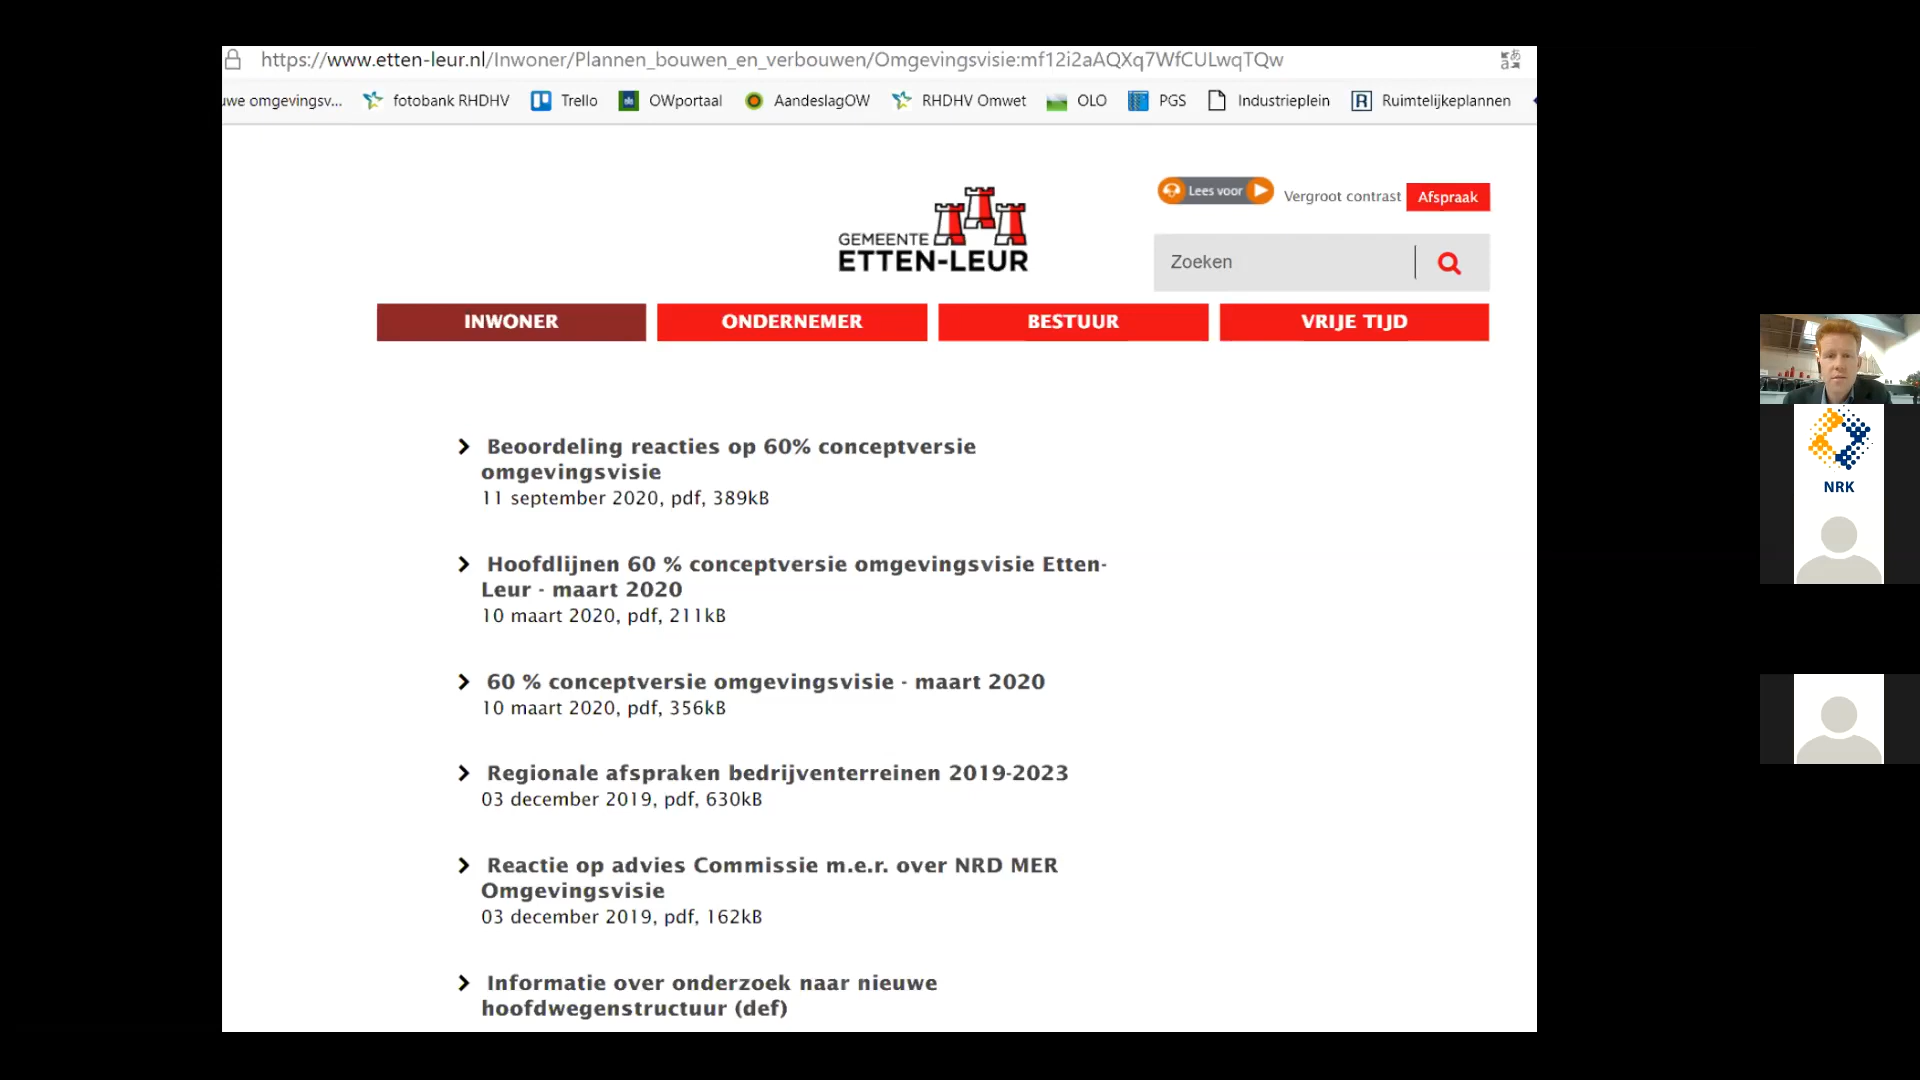 https://www.etten-leur.nl/Inwoner/Plannen_bouwen_en_verbouwen/Omgevingsvisie:mf12i2aAQXq7WfCULwqTQw
we omgevingsv... fotobank RHDHV Trello OWportaal AandeslagOW RHDHV Omwet OLO PGS Industrieplein Ruimtelijkeplannen
Lees voor Vergroot contrast Afspraak
GEMEENTE
ETTEN-LEUR
Zoeken
INWONER ONDERNEMER BESTUUR VRIJE TIJD
Beoordeling reacties op 60% conceptversie
omgevingsvisie
11 september 2020, pdf, 389kB
Hoofdlijnen 60 % conceptversie omgevingsvisie Etten-
Leur - maart 2020
10 maart 2020, pdf, 211kB
60 % conceptversie omgevingsvisie - maart 2020
10 maart 2020, pdf, 356kB
Regionale afspraken bedrijventerreinen 2019-2023
03 december 2019, pdf, 630kB
Reactie op advies Commissie m.e.r. over NRD MER
Omgevingsvisie
03 december 2019, pdf, 162kB
Informatie over onderzoek naar nieuwe
hoofdwegenstructuur (def)
NRK